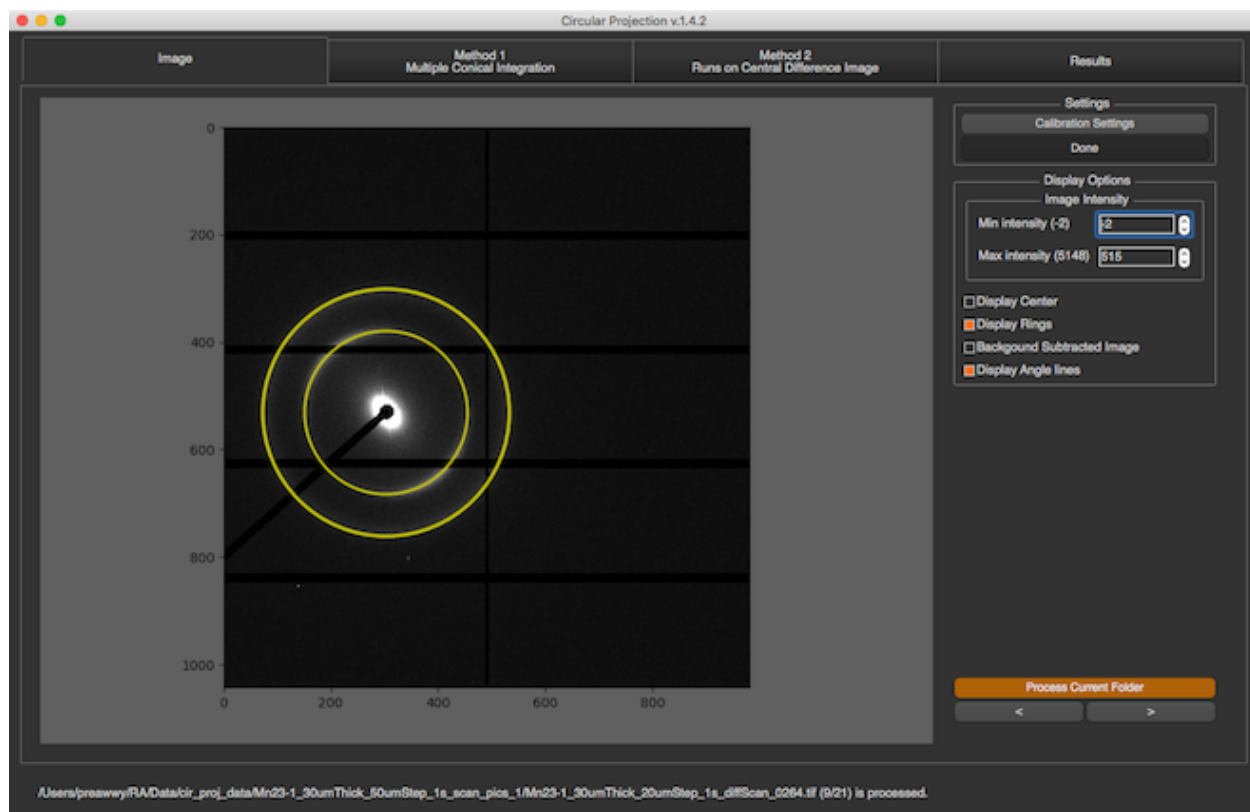 Circular Projection v.1.4.2
Image
Method 1
Multiple Conical Integration
Method 2
Runs on Central Difference Image
Results
Settings
Calibration Settings
Done
Display Options
Image Intensity
Min intensity (-2) -2
Max intensity (5148) 515
Display Center
Display Rings
Backgound Subtracted Image
Display Angle lines
0
200
400
600
800
1000
0 200 400 600 800
Process Current Folder
< >
/Users/preawwy/RA/Data/cir_proj_data/Mn23-1_30umThick_50umStep_1s_scan_pics_1/Mn23-1_30umThick_20umStep_1s_diffScan_0264.tif (9/21) is processed.